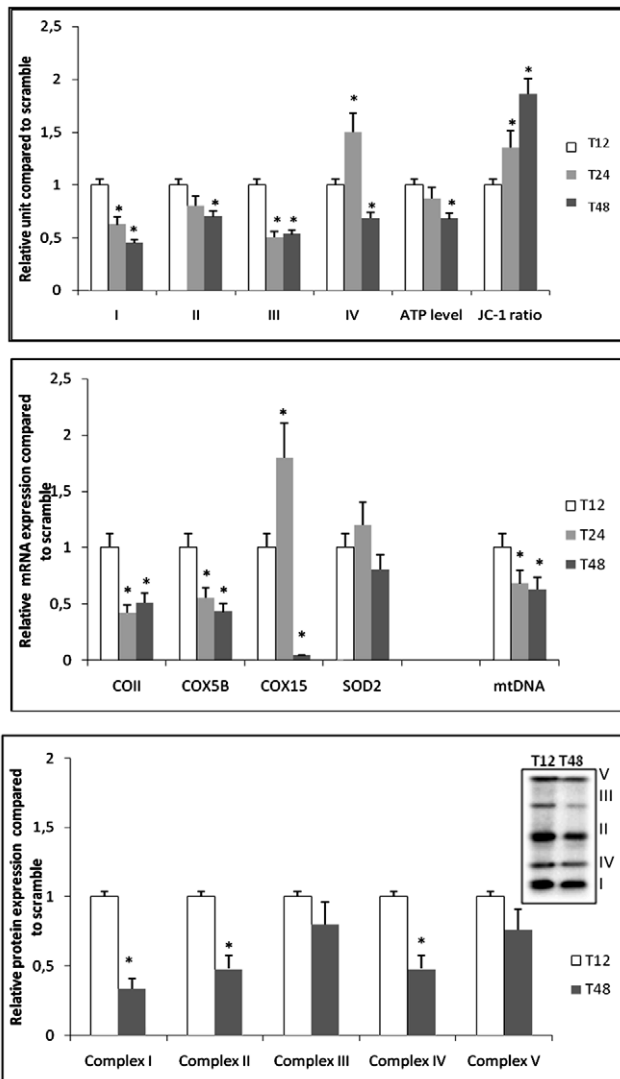 Relative unit compared to scramble
2,5
2
1,5
1
0,5
0
* * * * * * * * * *
I II III IV ATP level JC-1 ratio
T12
T24
T48
Relative mRNA expression compared
to scramble
2,5
2
1,5
1
0,5
0
* * * * * * * *
COII COX5B COX15 SOD2 mtDNA
T12
T24
T48
Relative protein expression compared
to scramble
2
1,5
1
0,5
0
* * *
Complex I Complex II Complex III Complex IV Complex V
T12 T48
V
III
II
IV
I
T12
T48